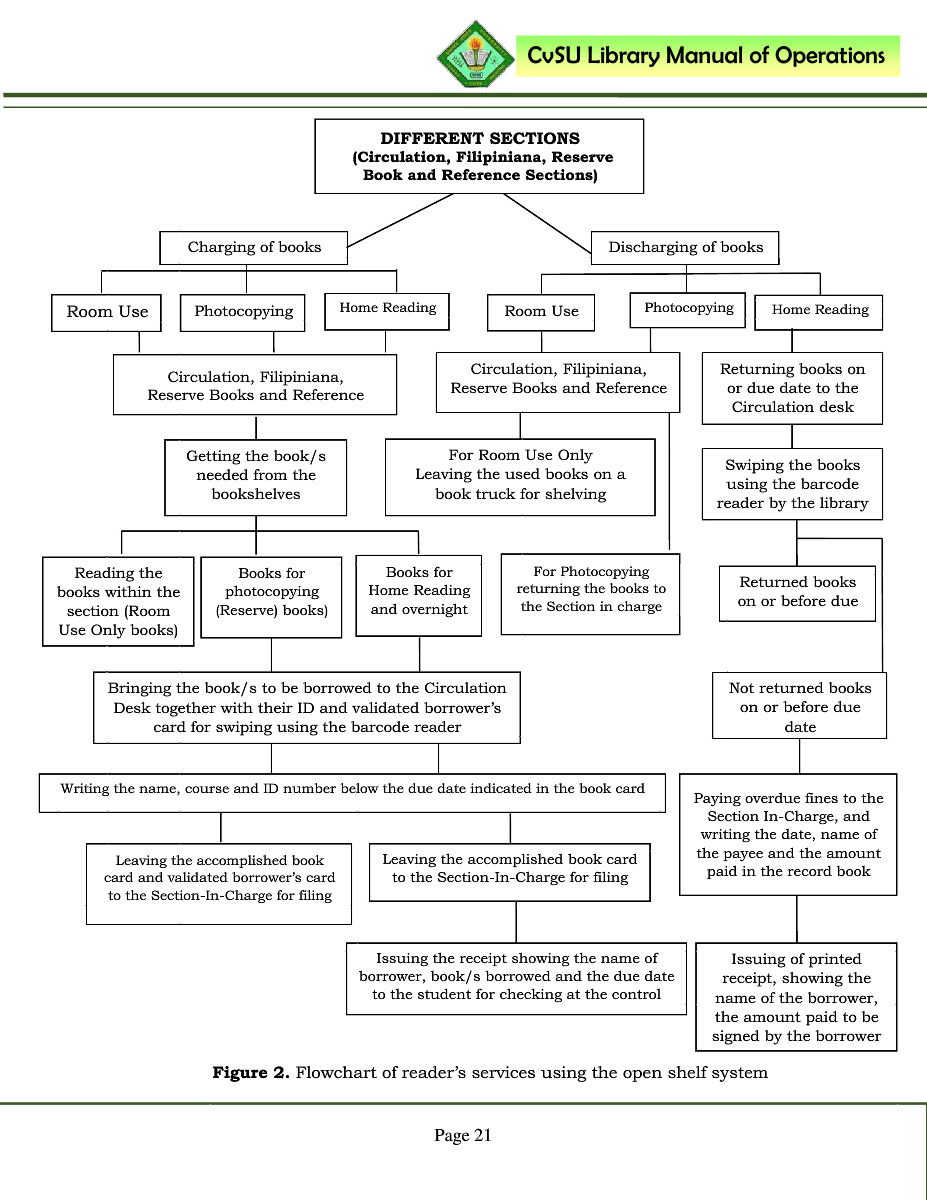 CvSU Library Manual of Operations
DIFFERENT SECTIONS
(Circulation, Filipiniana, Reserve
Book and Reference Sections)
Charging of books
Discharging of books
Room Use
Photocopying
Home Reading
Room Use
Photocopying
Home Reading
Circulation, Filipiniana,
Reserve Books and Reference
Circulation, Filipiniana,
Reserve Books and Reference
Returning books on
or due date to the
Circulation desk
Getting the book/s
needed from the
bookshelves
For Room Use Only
Leaving the used books on a
book truck for shelving
Swiping the books
using the barcode
reader by the library
Reading the
books within the
section (Room
Use Only books)
Books for
photocopying
(Reserve) books)
Books for
Home Reading
and overnight
For Photocopying
returning the books to
the Section in charge
Returned books
on or before due
Bringing the book/s to be borrowed to the Circulation
Desk together with their ID and validated borrower's
card for swiping using the barcode reader
Not returned books
on or before due
date
Writing the name, course and ID number below the due date indicated in the book card
Paying overdue fines to the
Section In-Charge, and
writing the date, name of
the payee and the amount
paid in the record book
Leaving the accomplished book
card and validated borrower's card
to the Section-In-Charge for filing
Leaving the accomplished book card
to the Section-In-Charge for filing
Issuing the receipt showing the name of
borrower, book/s borrowed and the due date
to the student for checking at the control
Issuing of printed
receipt, showing the
name of the borrower,
the amount paid to be
signed by the borrower
Figure 2. Flowchart of reader's services using the open shelf system
Page 21